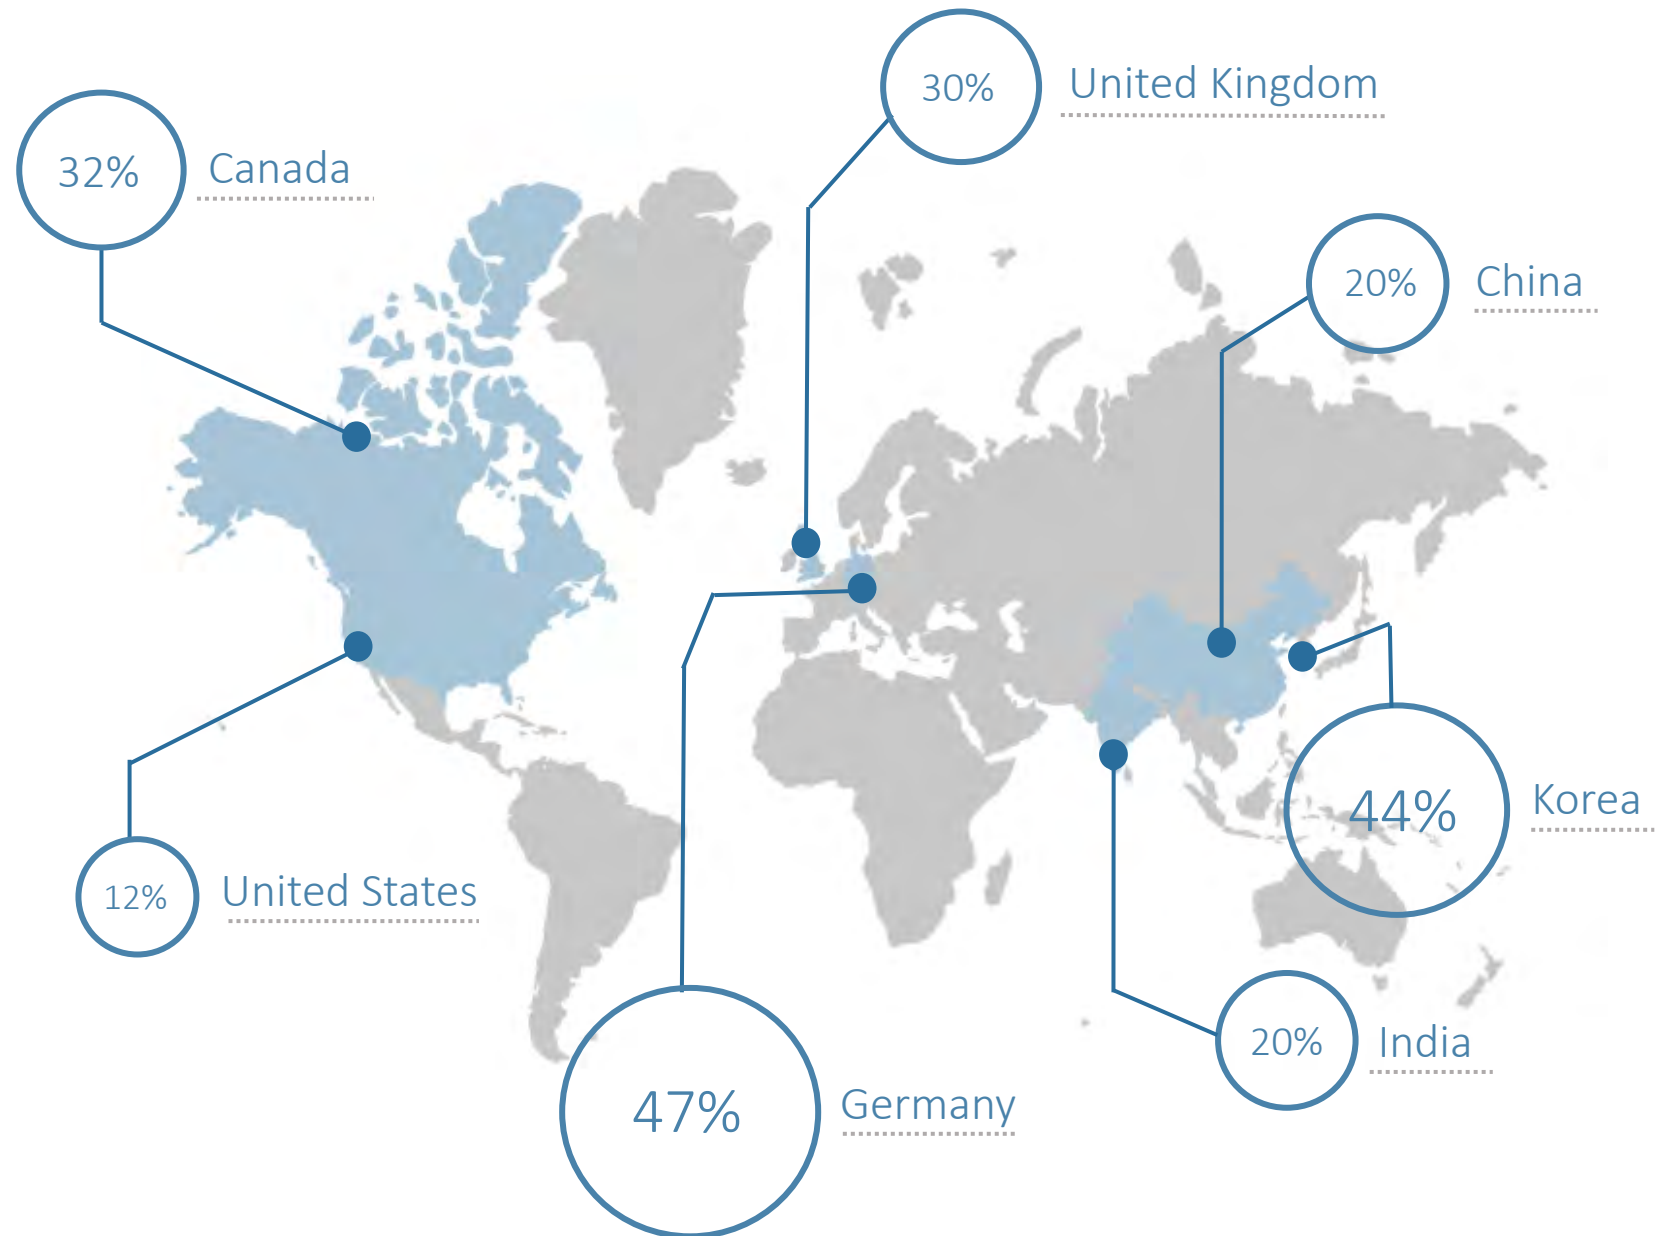 30% United Kingdom
32% Canada
20% China
44% Korea
12% United States
20% India
47% Germany